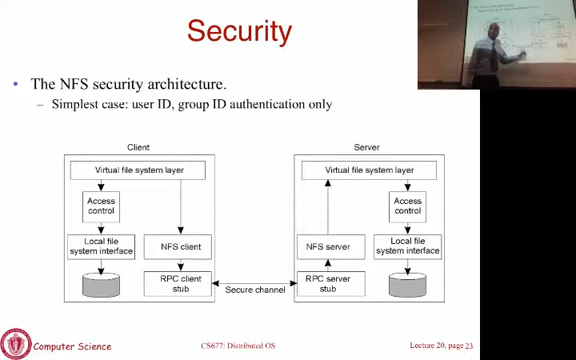 Security
• The NFS security architecture.
– Simplest case: user ID, group ID authentication only
Client
Server
Virtual file system layer
Virtual file system layer
Access
control
Access
control
Local file
system interface
NFS client
NFS server
Local file
system interface
RPC client
stub
Secure channel
RPC server
stub
Computer Science
CS677: Distributed OS
Lecture 20, page 23